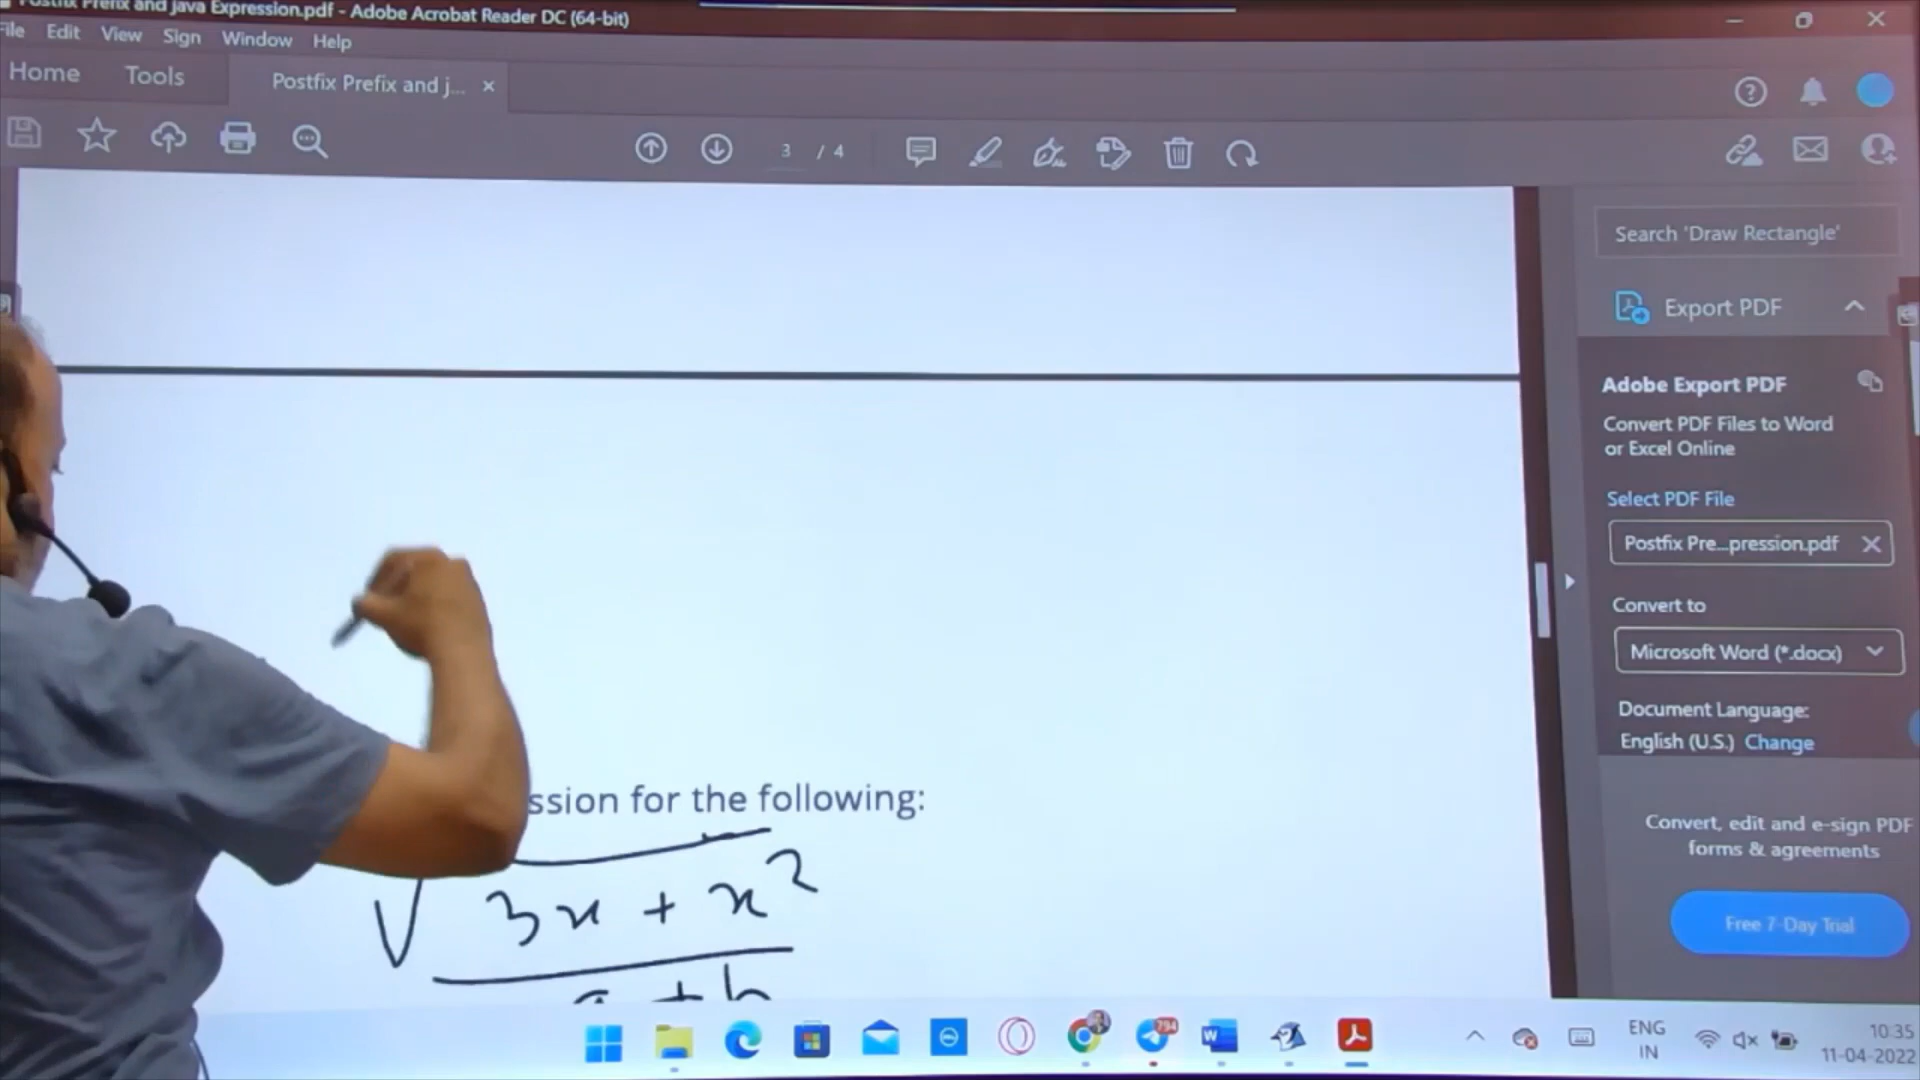 Postfix Prefix and Java Expression.pdf - Adobe Acrobat Reader DC (64-bit)
File Edit View Sign Window Help
Home Tools Postfix Prefix and j... ×
3 / 4
Search 'Draw Rectangle'
Export PDF
Adobe Export PDF
Convert PDF Files to Word
or Excel Online
Select PDF File
Postfix Pre...pression.pdf
Convert to
Microsoft Word (*.docx)
Document Language:
English (U.S.) Change
Convert, edit and e-sign PDF
forms & agreements
Free 7-Day Trial
ssion for the following:
√ 3x + x²
a + b
794
W
ENG
IN
10:35
11-04-2022